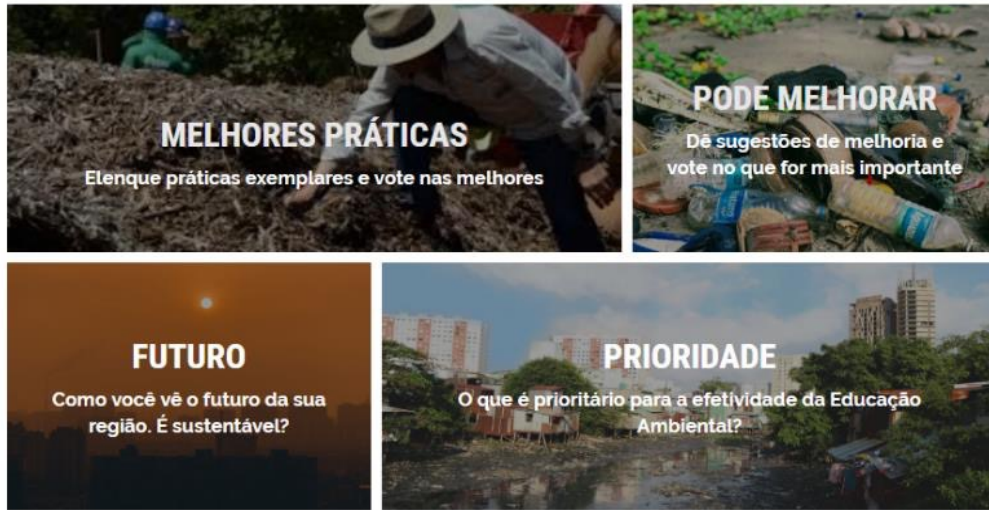 MELHORES PRÁTICAS
Elenque práticas exemplares e vote nas melhores
PODE MELHORAR
Dê sugestões de melhoria e
vote no que for mais importante
FUTURO
Como você vê o futuro da sua
região. É sustentável?
PRIORIDADE
O que é prioritário para a efetividade da Educação
Ambiental?